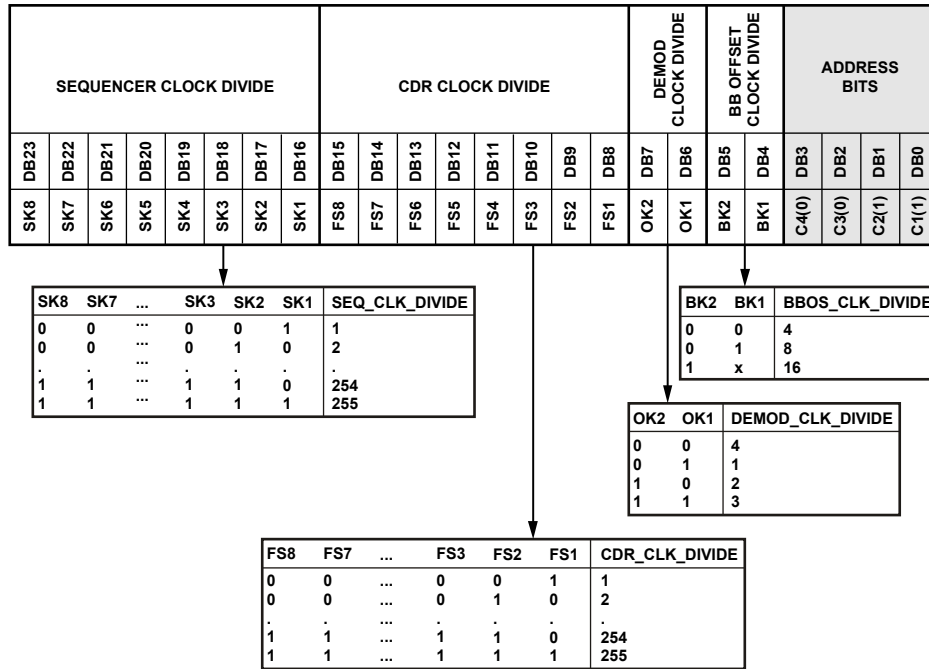 SEQUENCER CLOCK DIVIDE
CDR CLOCK DIVIDE
DEMOD
CLOCK DIVIDE
BB OFFSET
CLOCK DIVIDE
ADDRESS
BITS
DB23 DB22 DB21 DB20 DB19 DB18 DB17 DB16 DB15 DB14 DB13 DB12 DB11 DB10 DB9 DB8 DB7 DB6 DB5 DB4 DB3 DB2 DB1 DB0
SK8 SK7 SK6 SK5 SK4 SK3 SK2 SK1 FS8 FS7 FS6 FS5 FS4 FS3 FS2 FS1 OK2 OK1 BK2 BK1 C4(0) C3(0) C2(1) C1(1)
SK8 SK7 ... SK3 SK2 SK1 SEQ_CLK_DIVIDE
0 0 ... 0 0 1 1
0 0 ... 0 1 0 2
. . ... . . . .
1 1 ... 1 1 0 254
1 1 ... 1 1 1 255
BK2 BK1 BBOS_CLK_DIVIDE
0 0 4
0 1 8
1 x 16
OK2 OK1 DEMOD_CLK_DIVIDE
0 0 4
0 1 1
1 0 2
1 1 3
FS8 FS7 ... FS3 FS2 FS1 CDR_CLK_DIVIDE
0 0 ... 0 0 1 1
0 0 ... 0 1 0 2
. . ... . . . .
1 1 ... 1 1 0 254
1 1 ... 1 1 1 255